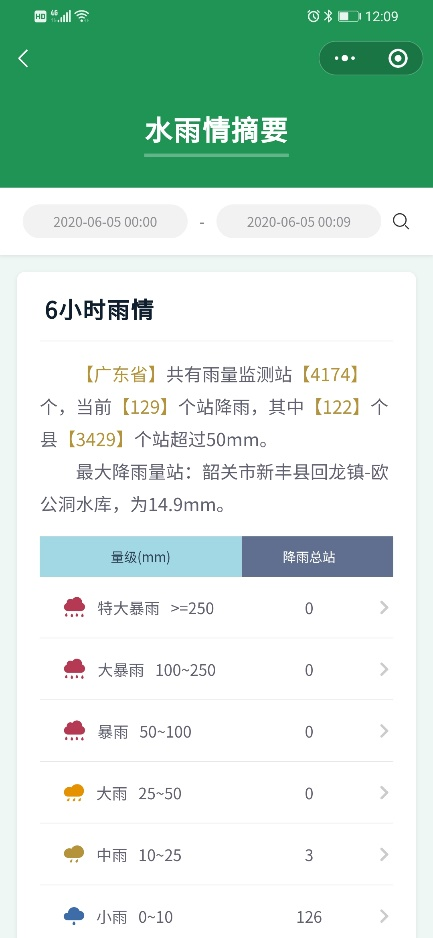 HD 4G 12:09
水雨情摘要
2020-06-05 00:00 - 2020-06-05 00:09
6小时雨情
【广东省】共有雨量监测站【4174】
个，当前【129】个站降雨，其中【122】个
县【3429】个站超过50mm。
最大降雨量站：韶关市新丰县回龙镇-欧
公洞水库，为14.9mm。
量级(mm) 降雨总站
特大暴雨 >=250 0
大暴雨 100~250 0
暴雨 50~100 0
大雨 25~50 0
中雨 10~25 3
小雨 0~10 126